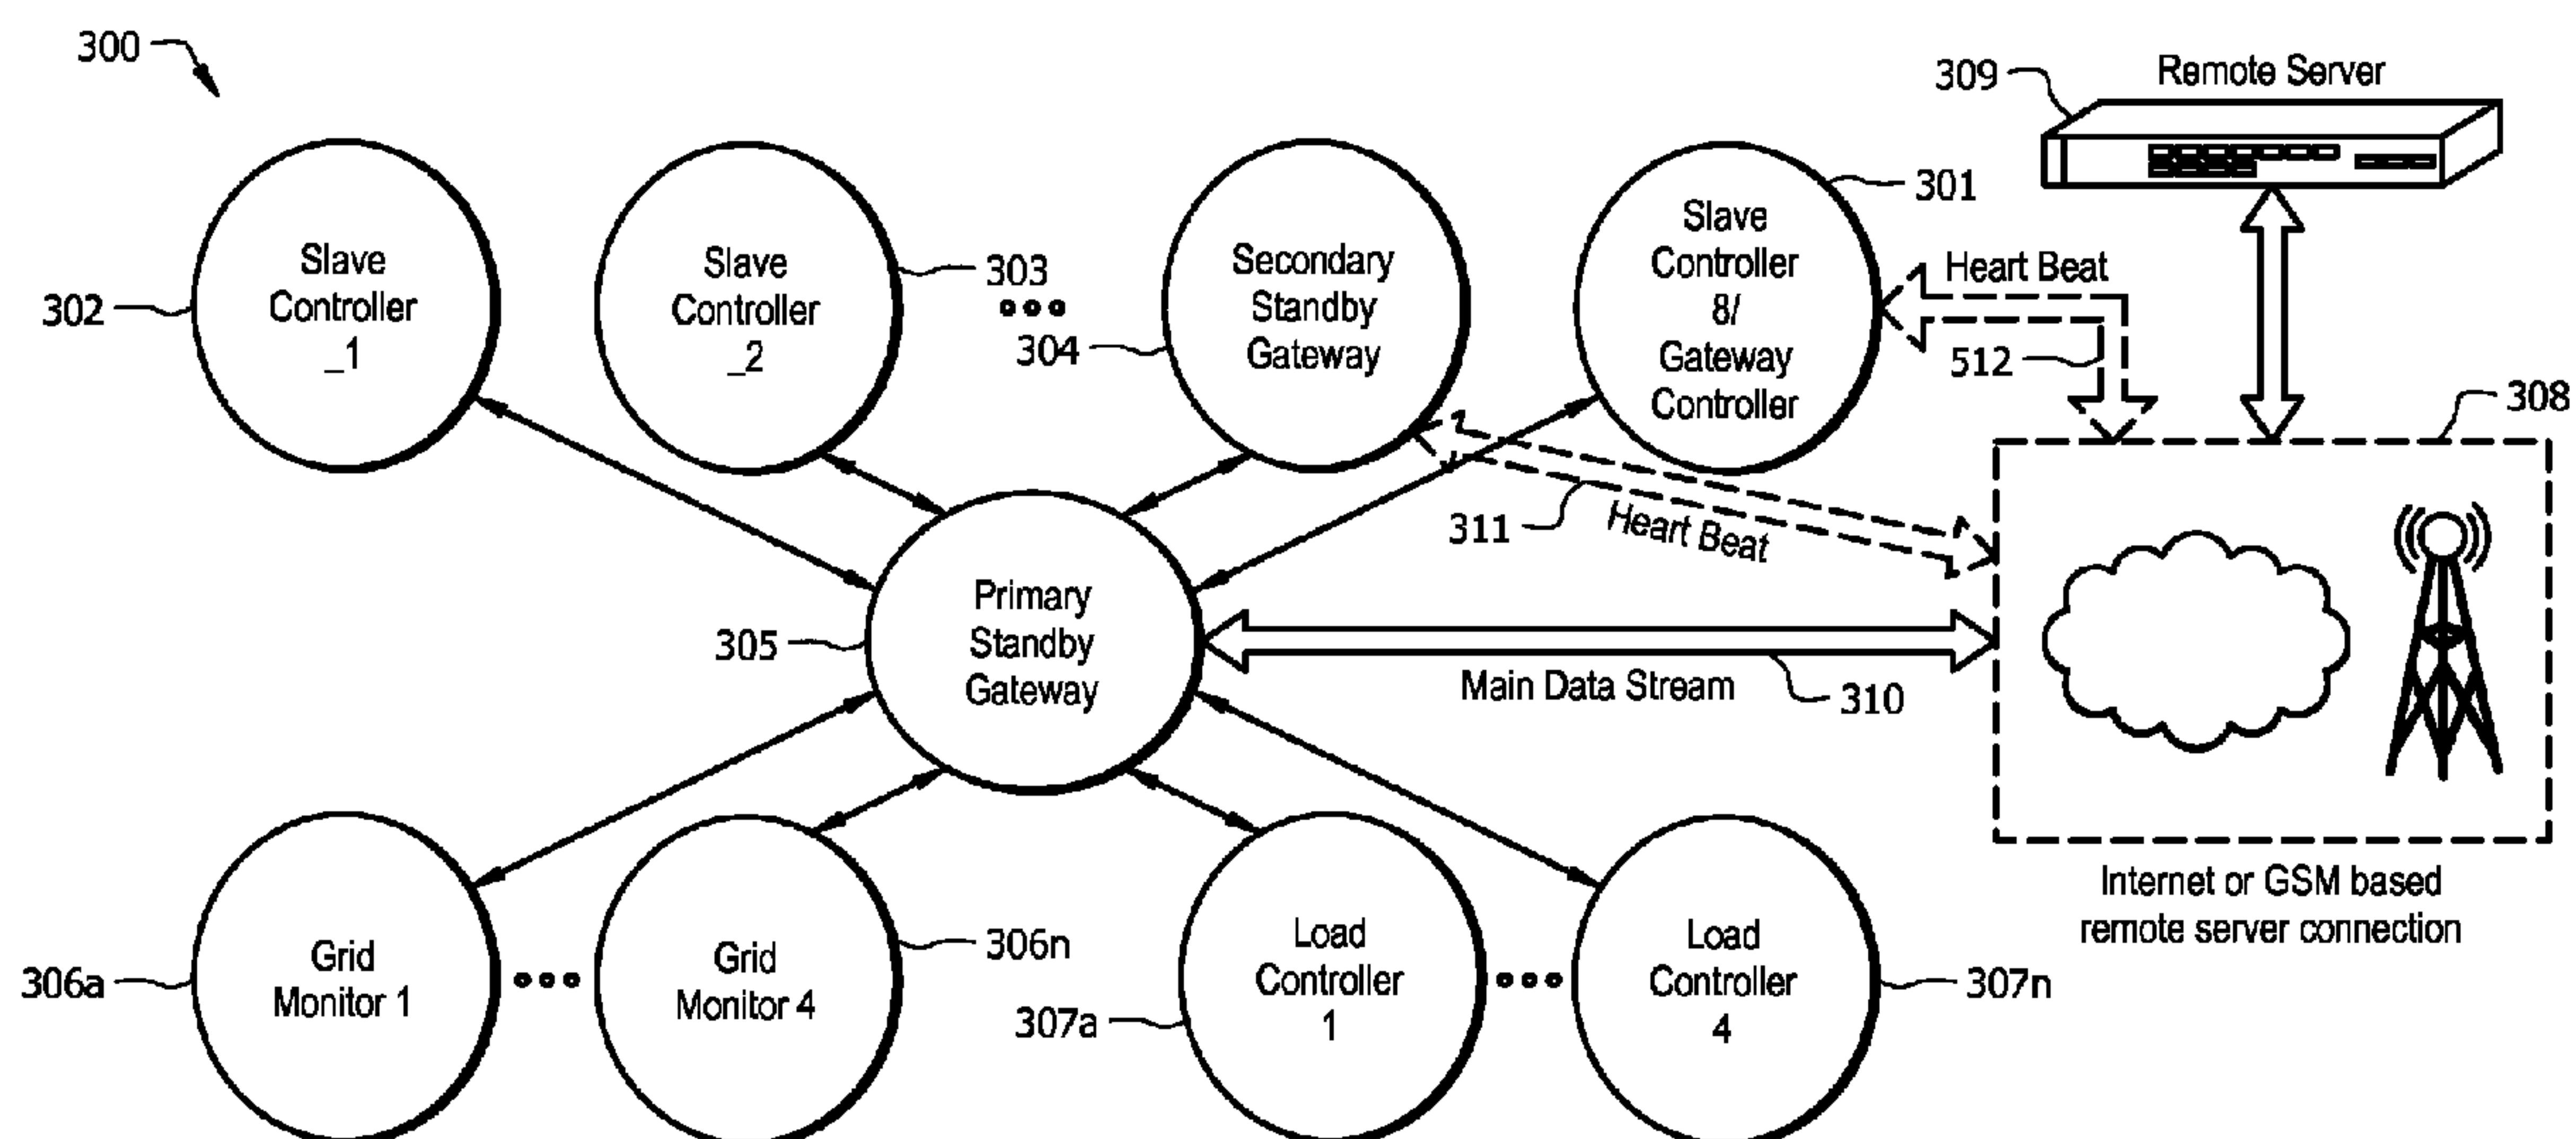 300
309
Remote Server
302
Slave
Controller
_1
Slave
Controller
_2
303
304
Secondary
Standby
Gateway
Slave
Controller
8/
Gateway
Controller
301
Heart Beat
512
308
311
Heart Beat
305
Primary
Standby
Gateway
Main Data Stream
310
Internet or GSM based
remote server connection
306a
Grid
Monitor 1
Grid
Monitor 4
306n
307a
Load
Controller
1
Load
Controller
4
307n